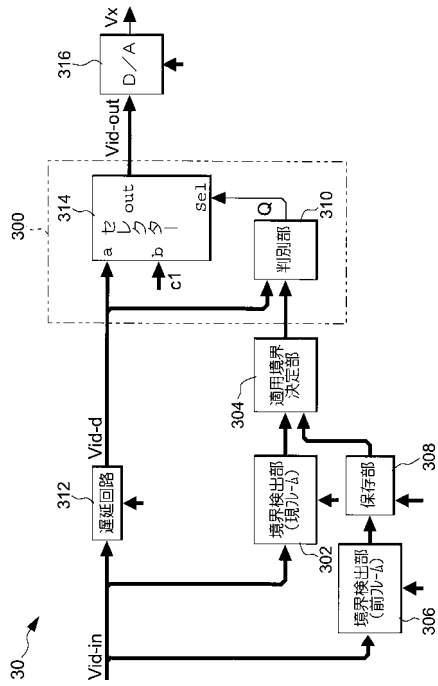 30
Vid-in
312
遅延回路
Vid-d
300
314
セレクター
a
b
out
Sel
c1
Q
判別部
310
Vid-out
316
D/A
Vx
境界検出部
(現フレーム)
302
304
適用境界
決定部
境界検出部
(前フレーム)
306
保存部
308